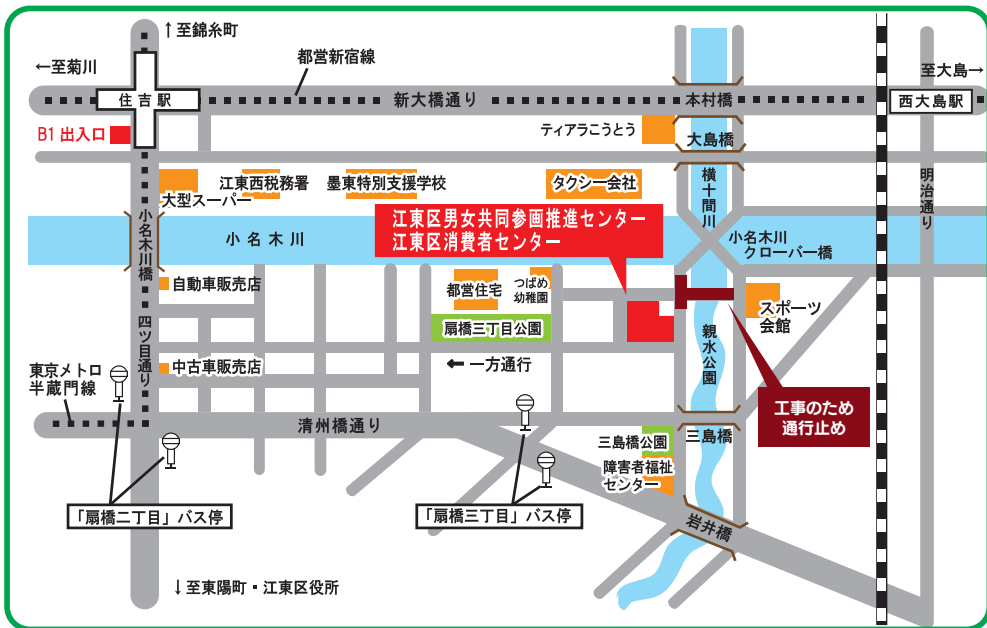 ↑至錦糸町
←至菊川
都営新宿線
至大島→
住吉駅
新大橋通り
本村橋
西大島駅
B1 出入口
ティアラこうとう
大島橋
大型スーパー
江東西税務署
墨東特別支援学校
タクシー会社
横十間川
明治通り
小名木川橋
小名木川
江東区男女共同参画推進センター
江東区消費者センター
小名木川
クローバー橋
自動車販売店
都営住宅
つばめ
幼稚園
スポーツ
会館
四ツ目通り
扇橋三丁目公園
親水公園
中古車販売店
←一方通行
東京メトロ
半蔵門線
工事のため
通行止め
清州橋通り
三島橋公園
三島橋
障害者福祉
センター
「扇橋二丁目」バス停
「扇橋三丁目」バス停
岩井橋
↓至東陽町・江東区役所